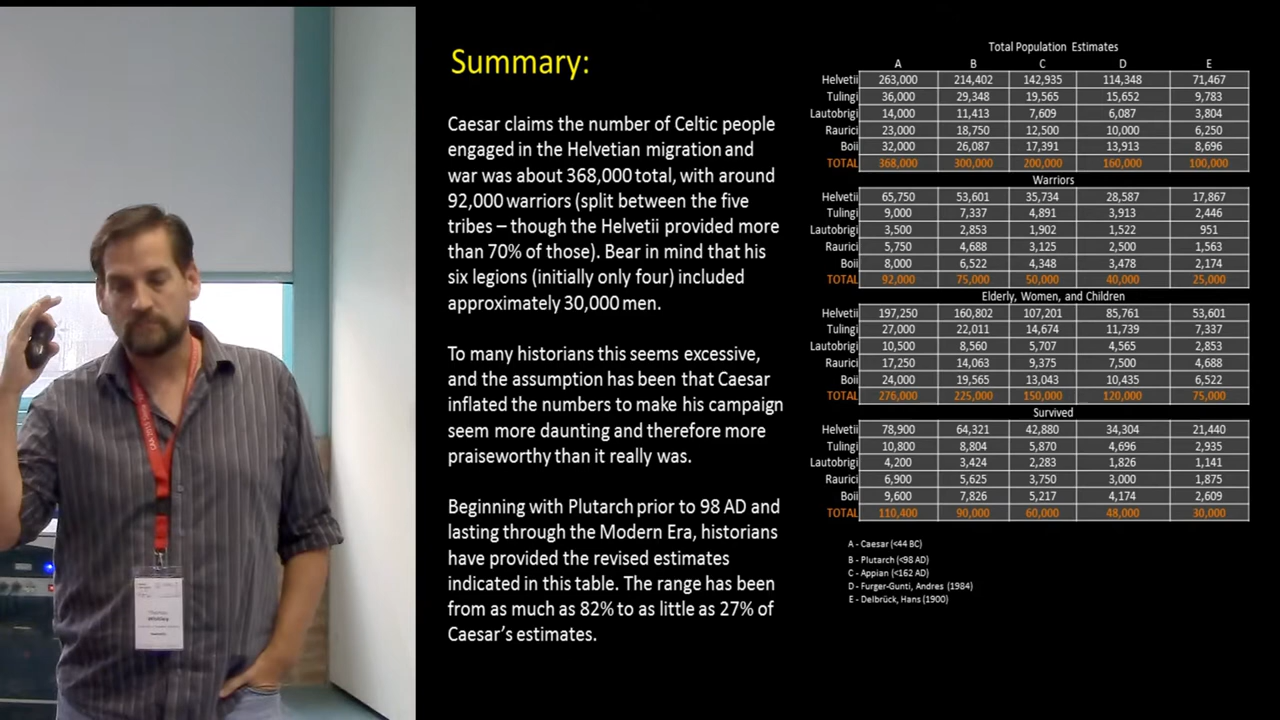 Summary:
Caesar claims the number of Celtic people
engaged in the Helvetian migration and
war was about 368,000 total, with around
92,000 warriors (split between the five
tribes – though the Helvetii provided more
than 70% of those). Bear in mind that his
six legions (initially only four) included
approximately 30,000 men.
To many historians this seems excessive,
and the assumption has been that Caesar
inflated the numbers to make his campaign
seem more daunting and therefore more
praiseworthy than it really was.
Beginning with Plutarch prior to 98 AD and
lasting through the Modern Era, historians
have provided the revised estimates
indicated in this table. The range has been
from as much as 82% to as little as 27% of
Caesar's estimates.
Total Population Estimates
A B C D E
Helvetii 263,000 214,402 142,935 114,348 71,467
Tulingi 36,000 29,348 19,565 15,652 9,783
Lautobrigi 14,000 11,413 7,609 6,087 3,804
Raurici 23,000 18,750 12,500 10,000 6,250
Boii 32,000 26,087 17,391 13,913 8,696
TOTAL 368,000 300,000 200,000 160,000 100,000
Warriors
Helvetii 65,750 53,601 35,734 28,587 17,867
Tulingi 9,000 7,337 4,891 3,913 2,446
Lautobrigi 3,500 2,853 1,902 1,522 951
Raurici 5,750 4,688 3,125 2,500 1,563
Boii 8,000 6,522 4,348 3,478 2,174
TOTAL 92,000 75,000 50,000 40,000 25,000
Elderly, Women, and Children
Helvetii 197,250 160,802 107,201 85,761 53,601
Tulingi 27,000 22,011 14,674 11,739 7,337
Lautobrigi 10,500 8,560 5,707 4,565 2,853
Raurici 17,250 14,063 9,375 7,500 4,688
Boii 24,000 19,565 13,043 10,435 6,522
TOTAL 276,000 225,000 150,000 120,000 75,000
Survived
Helvetii 78,900 64,321 42,880 34,304 21,440
Tulingi 10,800 8,804 5,870 4,696 2,935
Lautobrigi 4,200 3,424 2,283 1,826 1,141
Raurici 6,900 5,625 3,750 3,000 1,875
Boii 9,600 7,826 5,217 4,174 2,609
TOTAL 110,400 90,000 60,000 48,000 30,000
A - Caesar (<44 BC)
B - Plutarch (<98 AD)
C - Appian (<162 AD)
D - Furger-Gunti, Andres (1984)
E - Delbrück, Hans (1900)